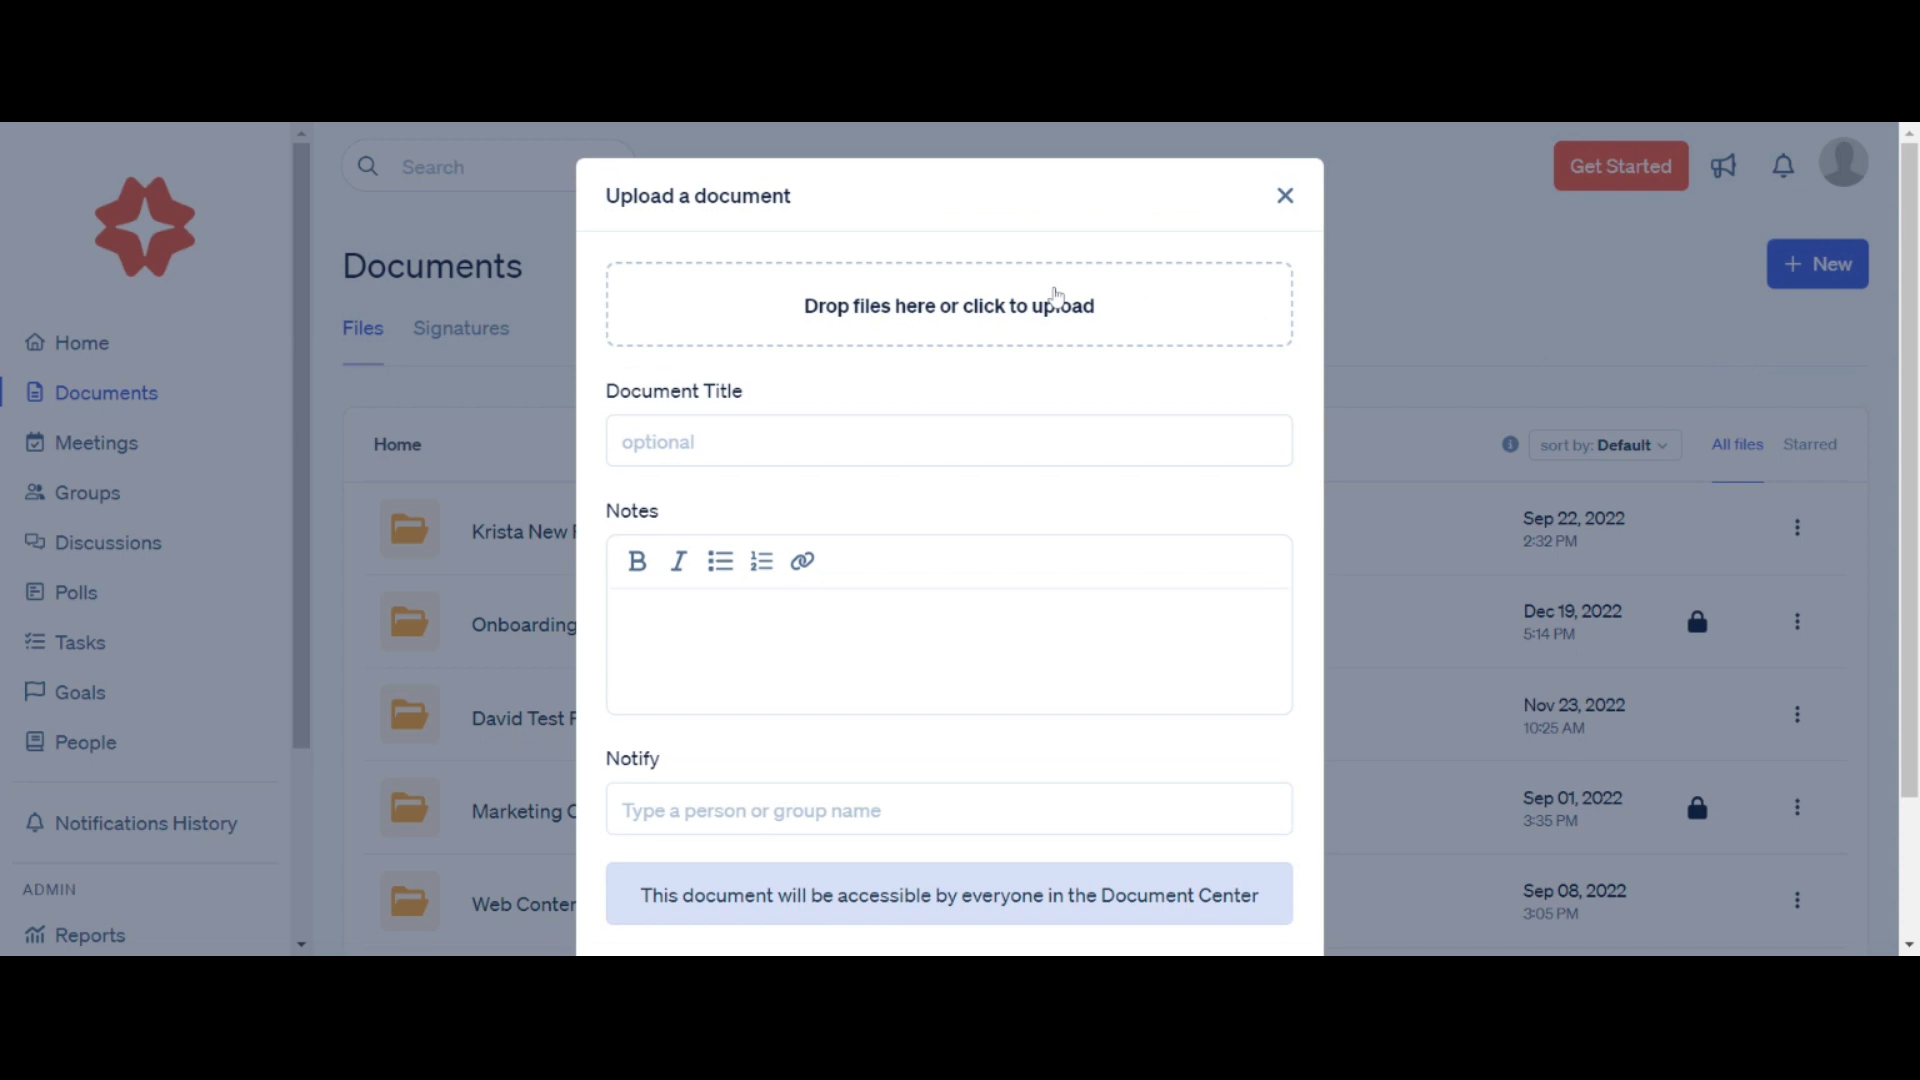 Search
Get Started
Documents
+ New
Files
Signatures
Home
Documents
Meetings
Groups
Discussions
Polls
Tasks
Goals
People
Notifications History
ADMIN
Reports
Upload a document
Drop files here or click to upload
Document Title
optional
Notes
B I
Notify
Type a person or group name
This document will be accessible by everyone in the Document Center
Home
sort by: Default
All files
Starred
Krista New
Sep 22, 2022
2:32 PM
Onboarding
Dec 19, 2022
5:14 PM
David Test
Nov 23, 2022
10:25 AM
Marketing
Sep 01, 2022
3:35 PM
Web
Sep 08, 2022
3:05 PM